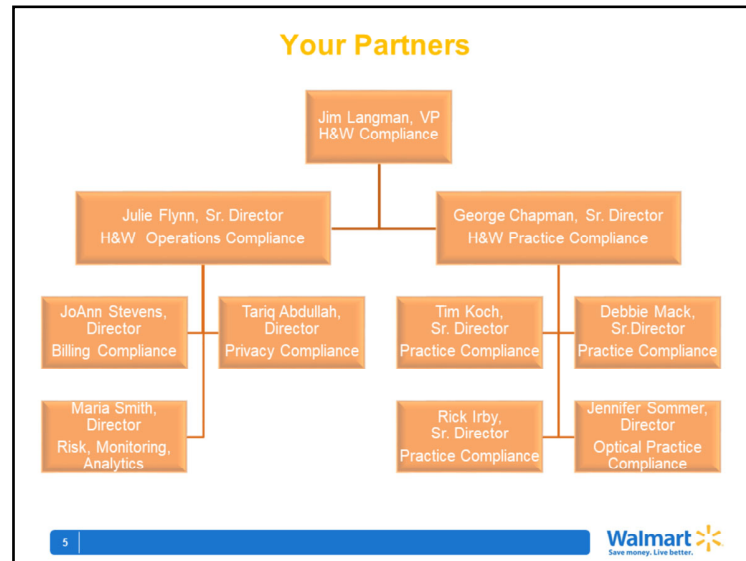 Your Partners
Jim Langman, VP
H&W Compliance
Julie Flynn, Sr. Director
H&W Operations Compliance
George Chapman, Sr. Director
H&W Practice Compliance
JoAnn Stevens,
Director
Billing Compliance
Tariq Abdullah,
Director
Privacy Compliance
Tim Koch,
Sr. Director
Practice Compliance
Debbie Mack,
Sr.Director
Practice Compliance
Maria Smith,
Director
Risk, Monitoring,
Analytics
Rick Irby,
Sr. Director
Practice Compliance
Jennifer Sommer,
Director
Optical Practice
Compliance
5
Walmart
Save money. Live better.